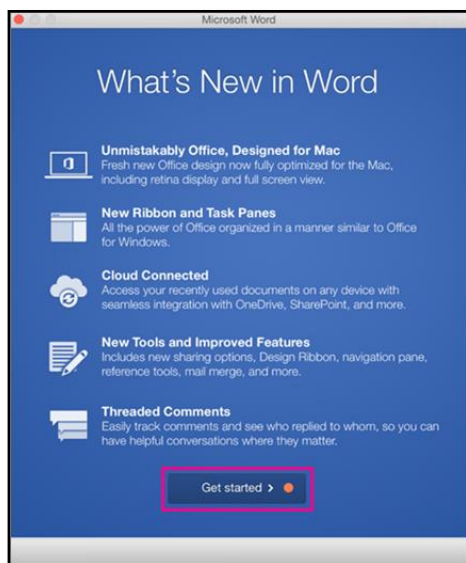 Microsoft Word
What's New in Word
Unmistakably Office, Designed for Mac
Fresh new Office design now fully optimized for the Mac,
including retina display and full screen view.
New Ribbon and Task Panes
All the power of Office organized in a manner similar to Office
for Windows.
Cloud Connected
Access your recently used documents on any device with
seamless integration with OneDrive, SharePoint, and more.
New Tools and Improved Features
Includes new sharing options, Design Ribbon, navigation pane,
reference tools, mail merge, and more.
Threaded Comments
Easily track comments and see who replied to whom, so you can
have helpful conversations where they matter.
Get started >